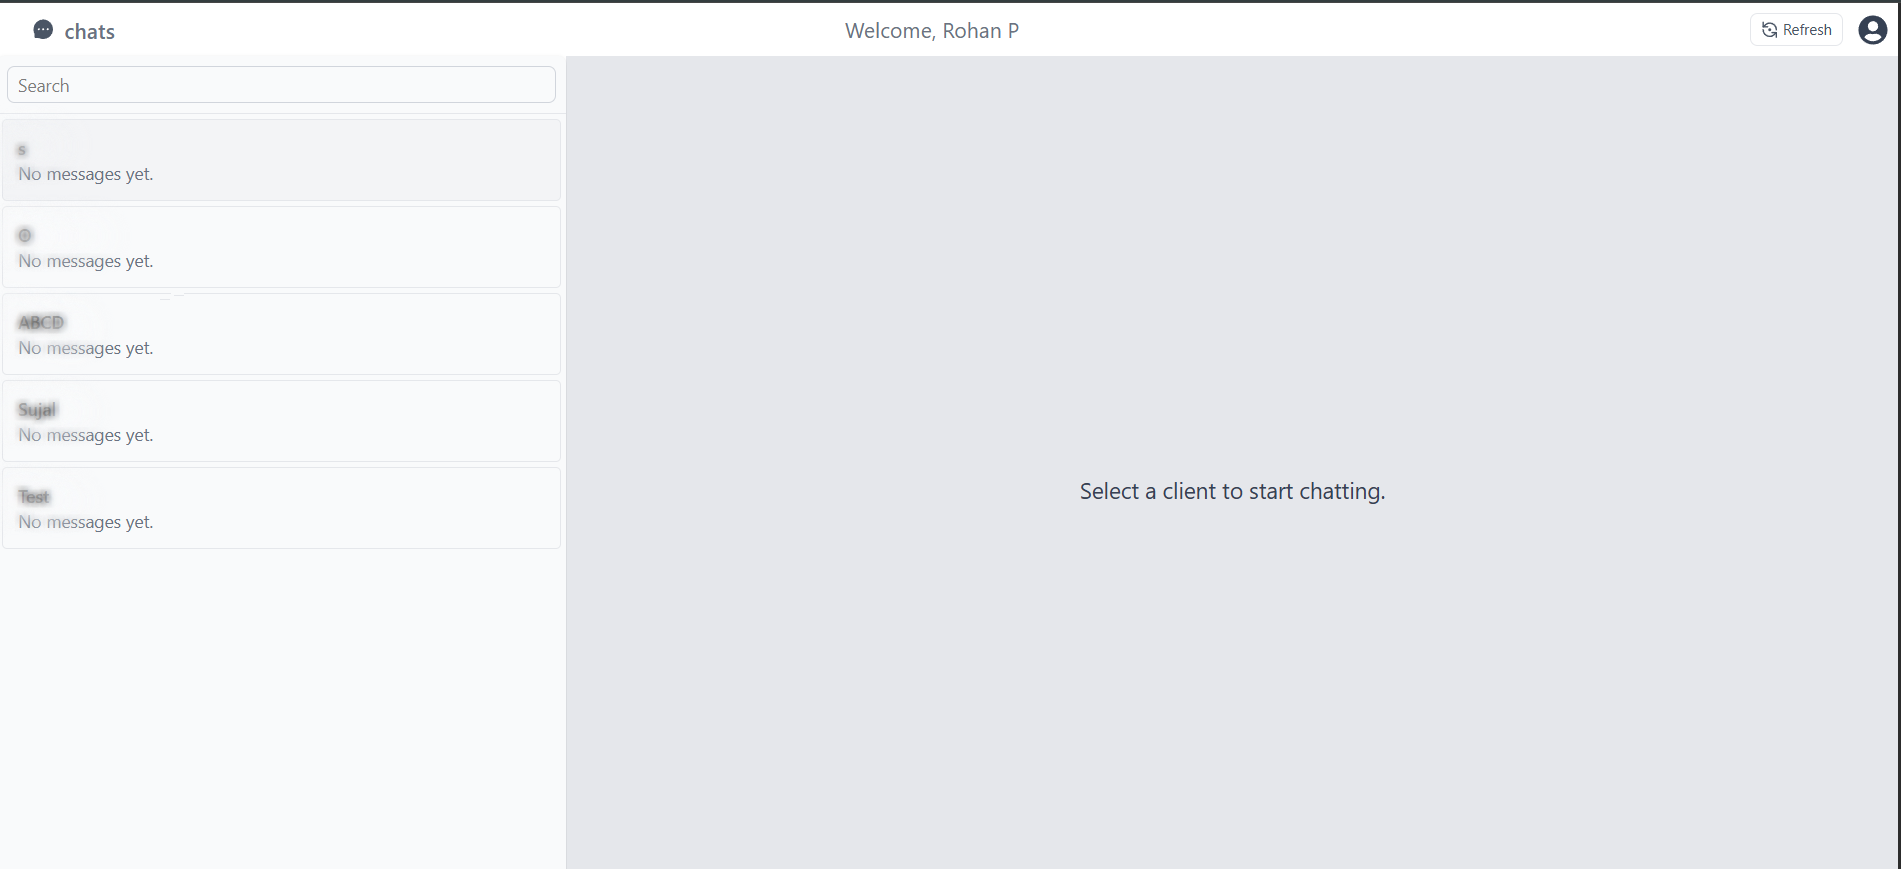 chats
Welcome, Rohan P
Refresh
Search
s
No messages yet.
No messages yet.
ABCD
No messages yet.
Sujal
No messages yet.
Test
No messages yet.
Select a client to start chatting.